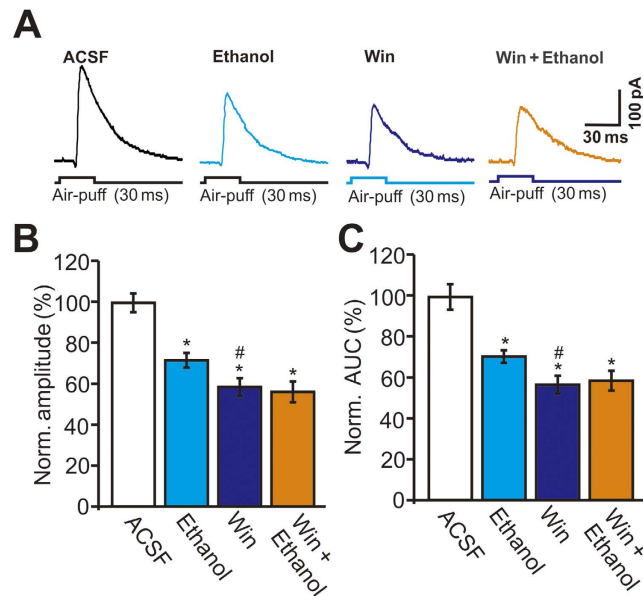 A
ACSF
Ethanol
Win
Win + Ethanol
100 pA
30 ms
Air-puff (30 ms)
Air-puff (30 ms)
Air-puff (30 ms)
Air-puff (30 ms)
B
Norm. amplitude (%)
120
100
80
60
40
20
0
*
#
*
*
ACSF
Ethanol
Win
Win +
Ethanol
C
Norm. AUC (%)
120
100
80
60
40
20
0
*
#
*
*
ACSF
Ethanol
Win
Win +
Ethanol